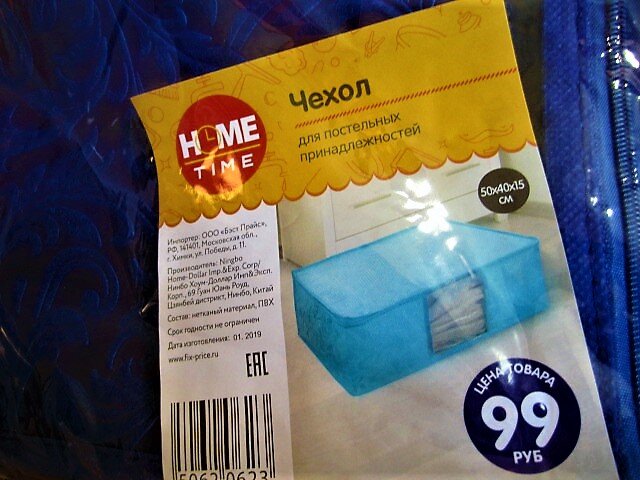 Чехол
для постельных
принадлежностей
HOME
TIME
50х40х15
см
Импортер: ООО «Бэст Прайс»,
РФ, 141401, Московская обл.,
г. Химки, ул. Победы, д. 11.
Производитель: Ningbo
Home-Dollar Imp.&Exp. Corp/
Нинбо Хоум-Доллар Имп&Эксп.
Корп., 69 Гуан Юань Роуд,
Цзянбей дистрикт, Нинбо, Китай
Состав: нетканый материал, ПВХ
Срок годности не ограничен
Дата изготовления: 01. 2019
www.fix-price.ru
EAC
ЦЕНА ТОВАРА
99
РУБ